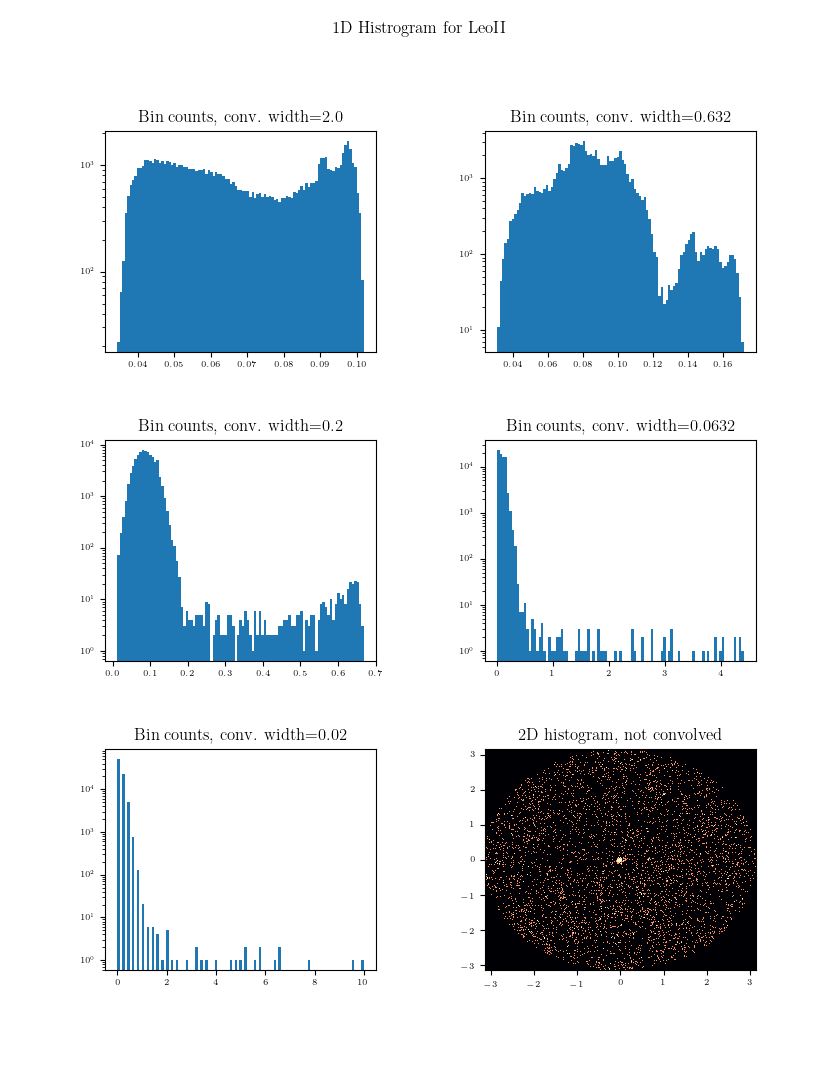 1D Histrogram for LeoII
Bin counts, conv. width=2.0
10³
10²
0.04 0.05 0.06 0.07 0.08 0.09 0.10
Bin counts, conv. width=0.632
10³
10²
10¹
0.04 0.06 0.08 0.10 0.12 0.14 0.16
Bin counts, conv. width=0.2
10⁴
10³
10²
10¹
10⁰
0.0 0.1 0.2 0.3 0.4 0.5 0.6 0.7
Bin counts, conv. width=0.0632
10⁴
10³
10²
10¹
10⁰
0 1 2 3 4
Bin counts, conv. width=0.02
10⁴
10³
10²
10¹
10⁰
0 2 4 6 8 10
2D histogram, not convolved
3
2
1
0
−1
−2
−3
−3 −2 −1 0 1 2 3